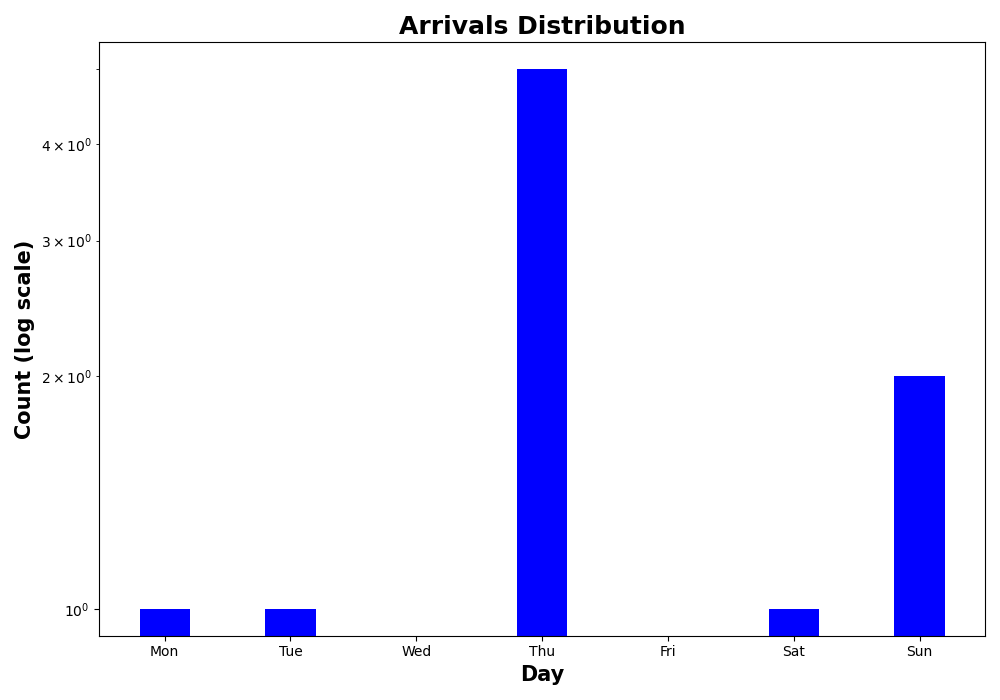 Arrivals Distribution
Count (log scale)
4 × 10⁰
3 × 10⁰
2 × 10⁰
10⁰
Mon Tue Wed Thu Fri Sat Sun
Day